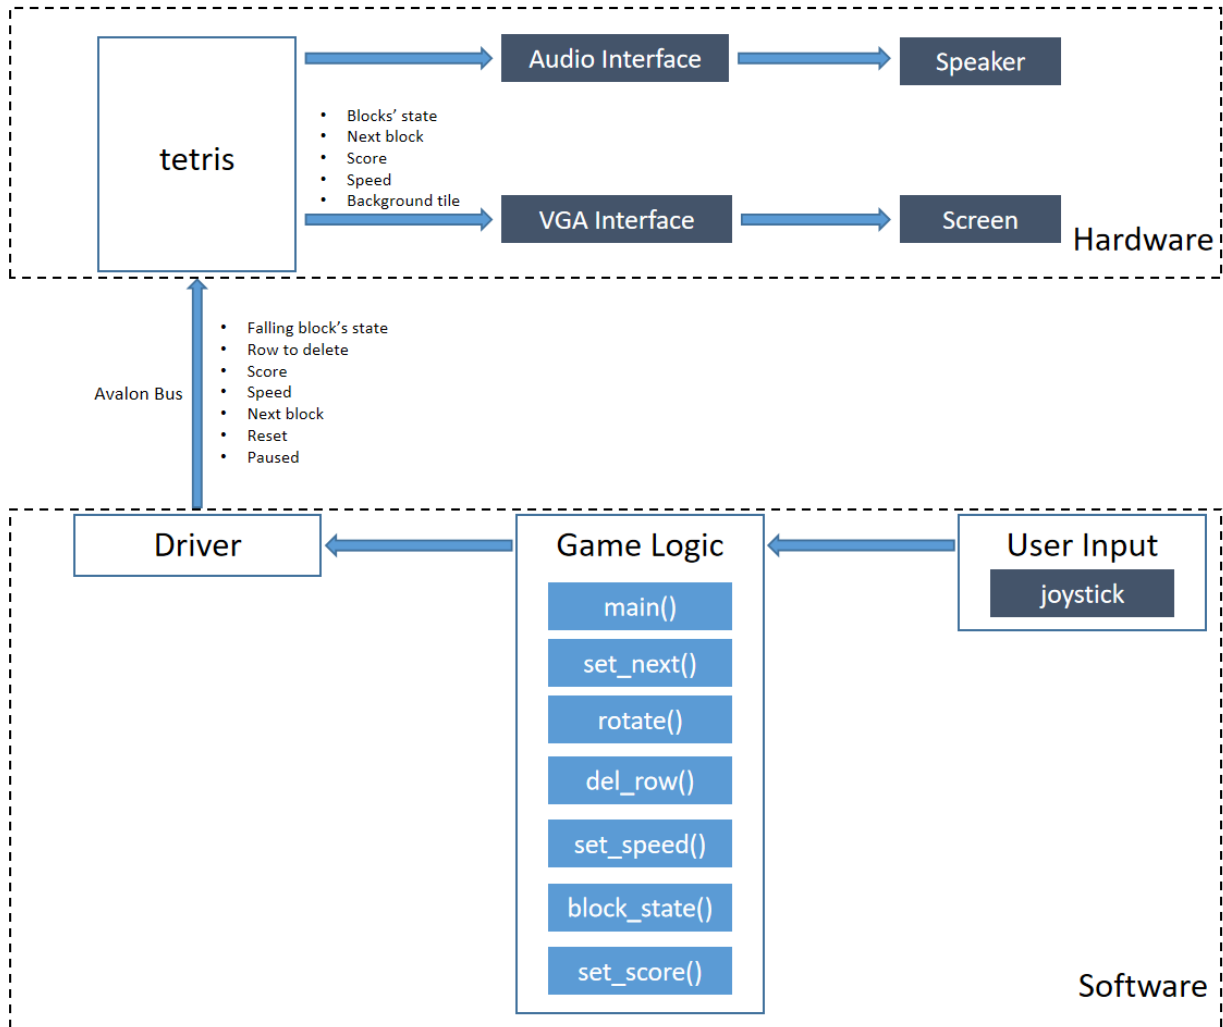 tetris
Audio Interface
Speaker
• Blocks’ state
• Next block
• Score
• Speed
• Background tile
VGA Interface
Screen
Hardware
Avalon Bus
• Falling block’s state
• Row to delete
• Score
• Speed
• Next block
• Reset
• Paused
Driver
Game Logic
main()
set_next()
rotate()
del_row()
set_speed()
block_state()
set_score()
User Input
joystick
Software